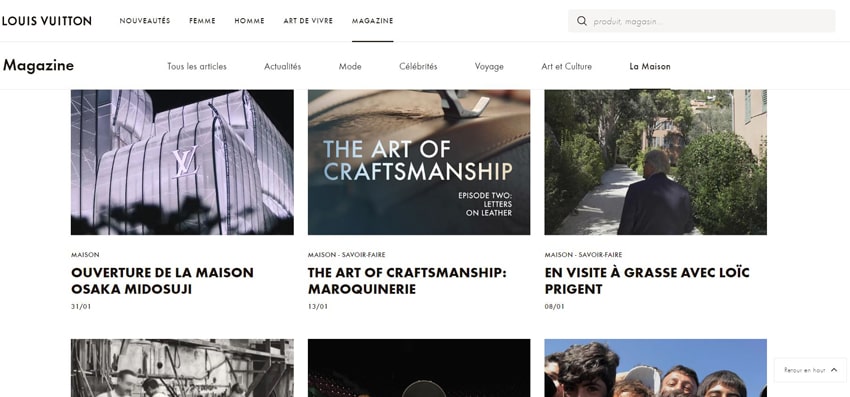 LOUIS VUITTON
NOUVEAUTÉS FEMME HOMME ART DE VIVRE MAGAZINE
produit, magasin...
Magazine
Tous les articles Actualités Mode Célébrités Voyage Art et Culture La Maison
LV
THE ART OF
CRAFTSMANSHIP
EPISODE TWO:
LETTERS
ON LEATHER
MAISON
OUVERTURE DE LA MAISON
OSAKA MIDOSUJI
31/01
MAISON - SAVOIR-FAIRE
THE ART OF CRAFTSMANSHIP:
MAROQUINERIE
13/01
MAISON - SAVOIR-FAIRE
EN VISITE À GRASSE AVEC LOÏC
PRIGENT
08/01
Retour en haut